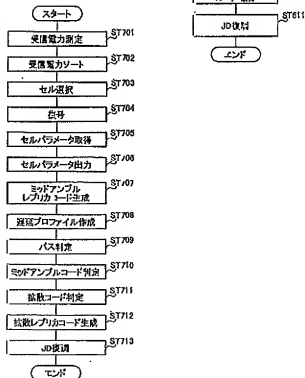 スタート
ST701
受信電力測定
ST702
受信電力ソート
ST703
セル選択
ST704
ST705
セルパラメータ取得
ST706
セルパラメータ出力
ST707
ミッドアンブル
レプリカコード生成
ST708
遅延プロファイル作成
ST709
パス判定
ST710
ミッドアンブルコード判定
ST711
拡散コード判定
ST712
拡散レプリカコード生成
ST713
JD復調
エンド
ST611
JD復調
エンド